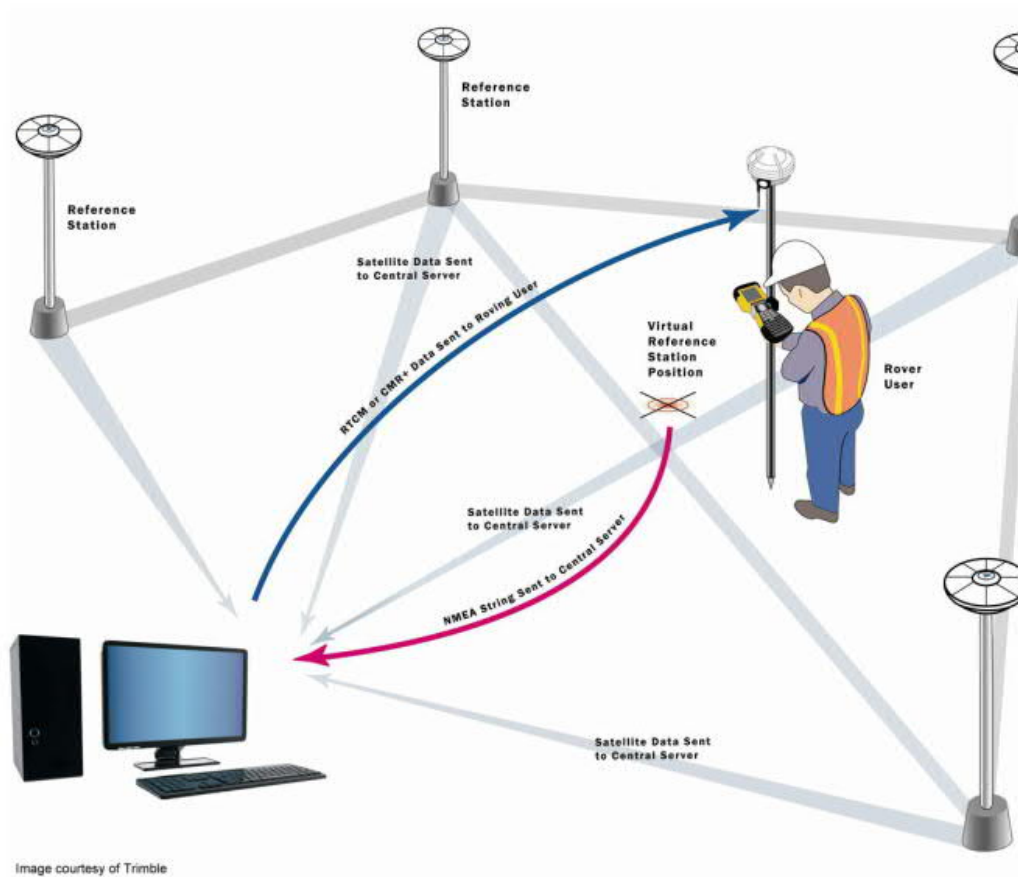 Reference
Station
Reference
Station
Satellite Data Sent
to Central Server
RTCM or CMR+ Data Sent to Roving User
Virtual
Reference
Station
Position
Rover
User
Satellite Data Sent
to Central Server
NMEA String Sent to Central Server
Satellite Data Sent
to Central Server
Image courtesy of Trimble